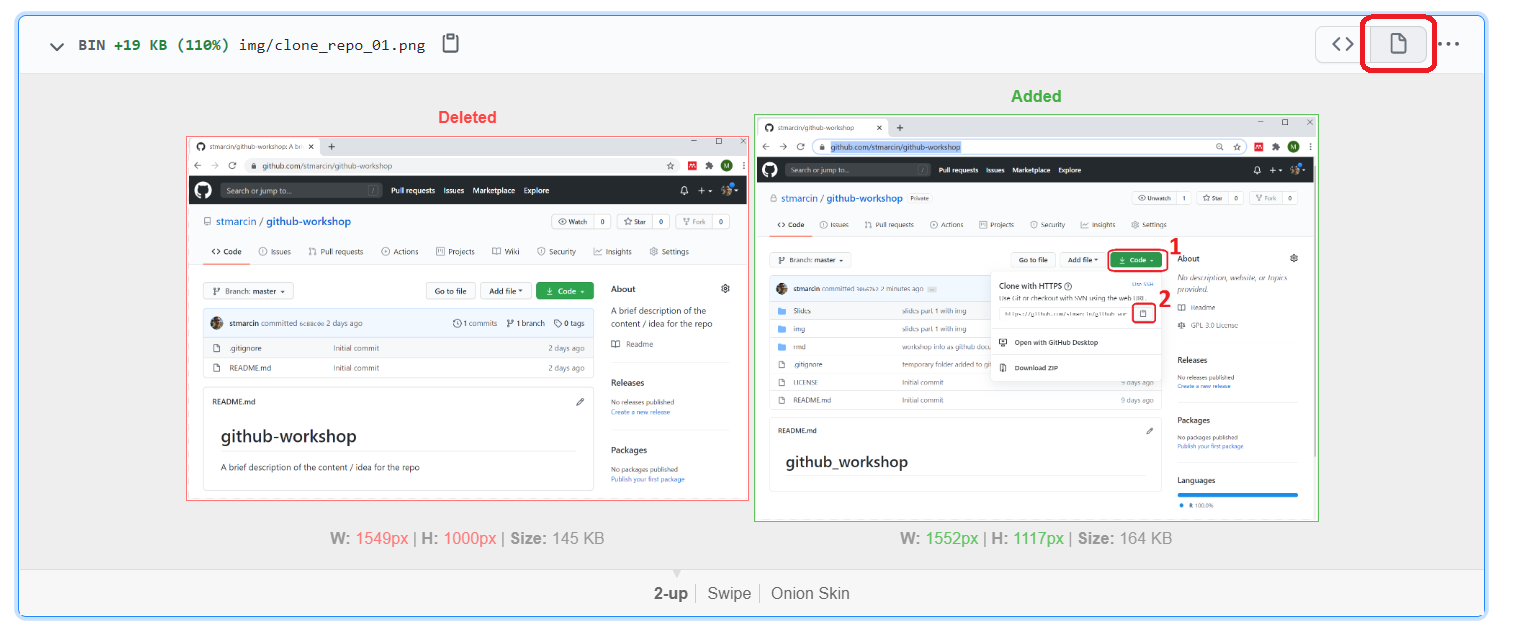 BIN +19 KB (110%) img/clone_repo_01.png
Deleted
stmarcin/github-workshop: A bri
github.com/stmarcin/github-workshop
M
Search or jump to...
/
Pull requests Issues Marketplace Explore
stmarcin / github-workshop
Watch 0 Star 0 Fork 0
Code Issues Pull requests Actions Projects Wiki Security Insights Settings
Branch: master Go to file Add file Code
stmarcin committed 2 days ago 1 commits 1 branch 0 tags
.gitignore Initial commit 2 days ago
README.md Initial commit 2 days ago
README.md
github-workshop
A brief description of the content / idea for the repo
About
A brief description of the
content / idea for the repo
Readme
Releases
No releases published
Create a new release
Packages
No packages published
Publish your first package
W: 1549px | H: 1000px | Size: 145 KB
Added
stmarcin/github-workshop
github.com/stmarcin/github-workshop
M
Search or jump to...
/
Pull requests Issues Marketplace Explore
stmarcin / github-workshop Private
Unwatch 1 Star 0 Fork 0
Code Issues Pull requests Actions Projects Security Insights Settings
1
Branch: master Go to file Add file Code
stmarcin committed 2 minutes ago
Slides slides part 1 with img
img slides part 1 with img
rmd workshop info as github docu
.gitignore temporary folder added to gi
LICENSE Initial commit 9 days ago
README.md Initial commit 9 days ago
Clone with HTTPS Use SSH
Use Git or checkout with SVN using the web URL.
2
Open with GitHub Desktop
Download ZIP
README.md
github_workshop
About
No description, website, or topics
provided.
Readme
GPL-3.0 License
Releases
No releases published
Create a new release
Packages
No packages published
Publish your first package
Languages
R 100.0%
W: 1552px | H: 1117px | Size: 164 KB
2-up Swipe Onion Skin